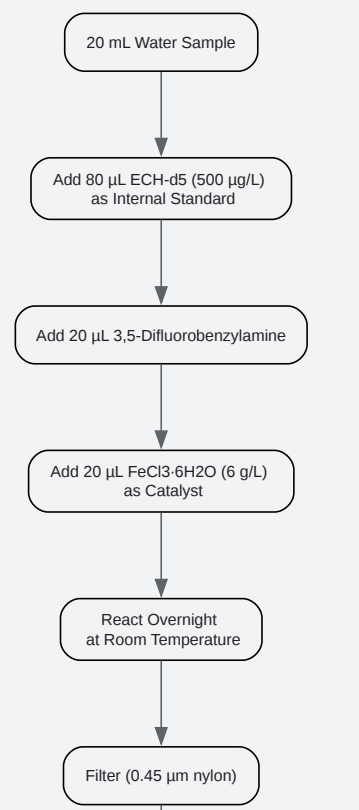 20 mL Water Sample
Add 80 µL ECH-d5 (500 µg/L)
as Internal Standard
Add 20 µL 3,5-Difluorobenzylamine
Add 20 µL FeCl3·6H2O (6 g/L)
as Catalyst
React Overnight
at Room Temperature
Filter (0.45 µm nylon)